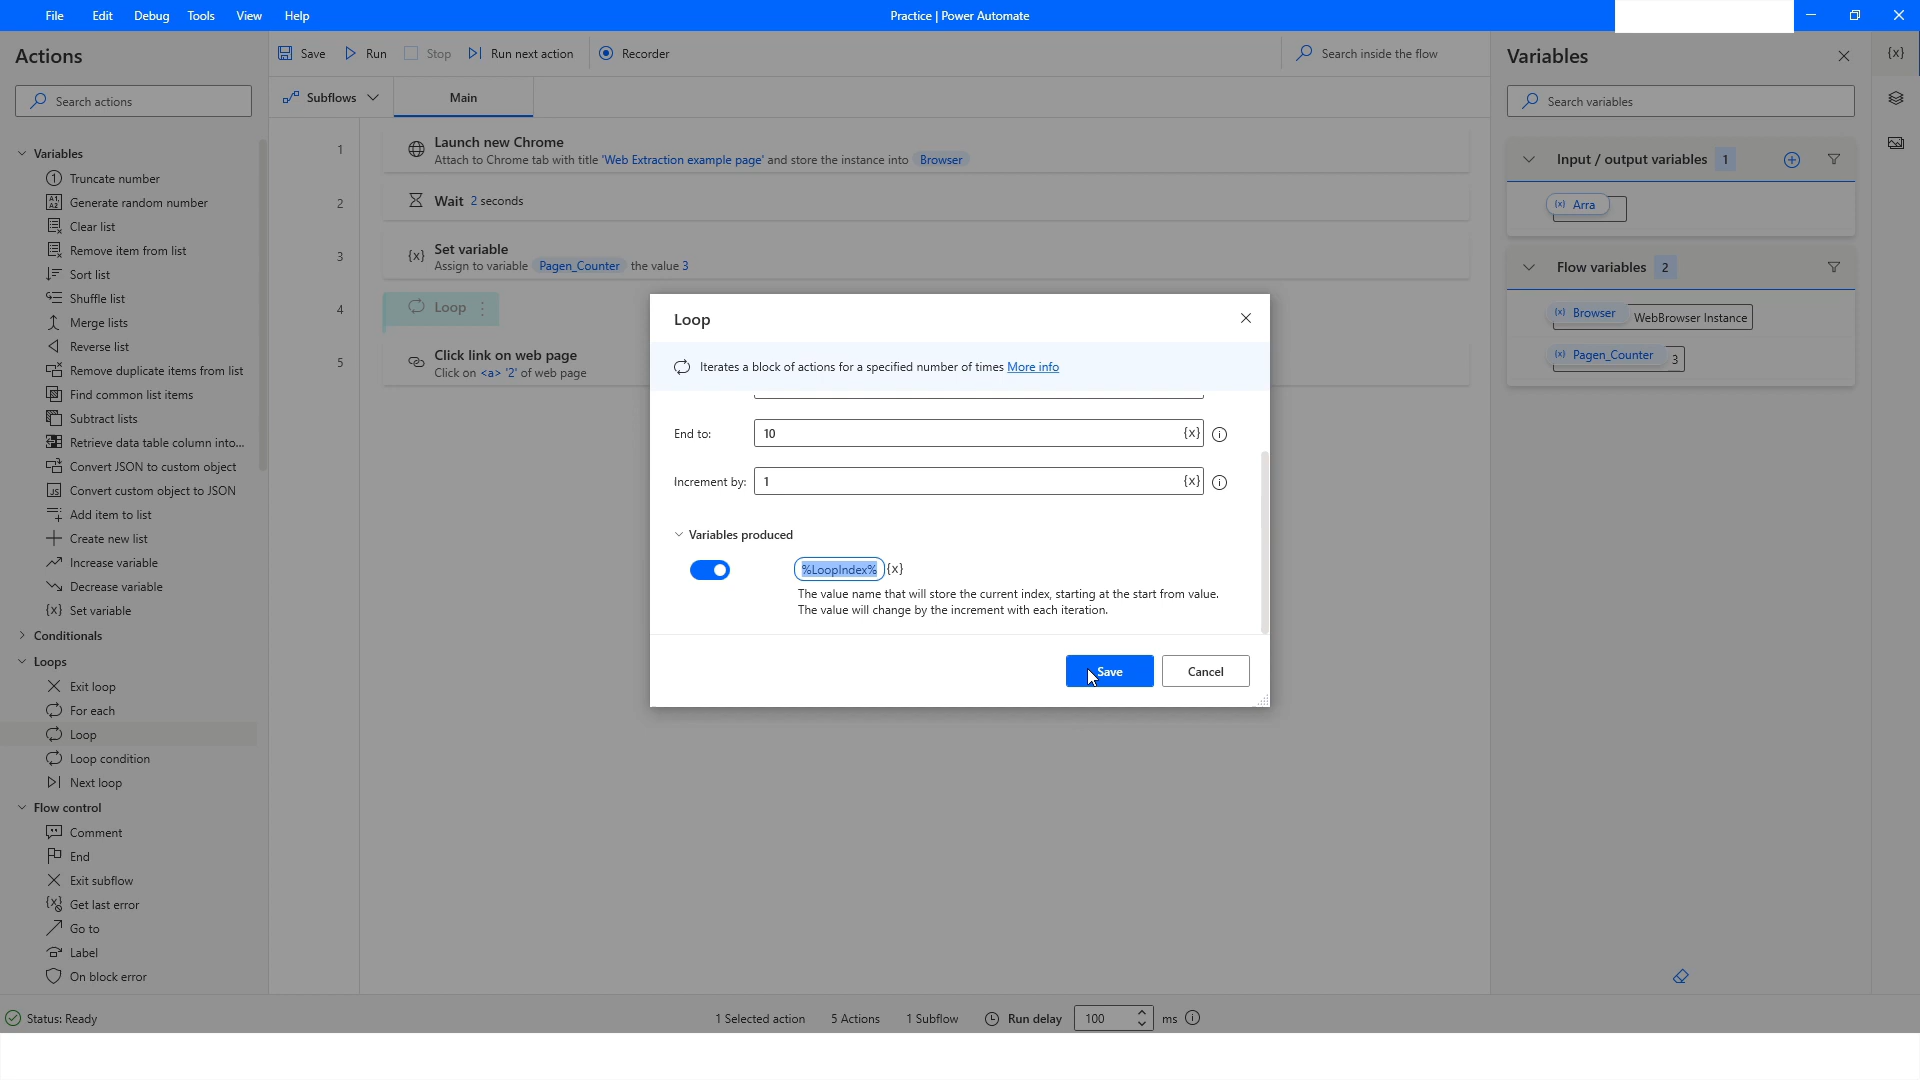 File Edit Debug Tools View Help
Practice | Power Automate
Actions
Search actions
Variables
Truncate number
Generate random number
Clear list
Remove item from list
Sort list
Shuffle list
Merge lists
Reverse list
Remove duplicate items from list
Find common list items
Subtract lists
Retrieve data table column into...
Convert JSON to custom object
Convert custom object to JSON
Add item to list
Create new list
Increase variable
Decrease variable
{x} Set variable
Conditionals
Loops
Exit loop
For each
Loop
Loop condition
Next loop
Flow control
Comment
End
Exit subflow
Get last error
Go to
Label
On block error
Save Run Stop Run next action Recorder
Search inside the flow
Subflows
Main
1
Launch new Chrome
Attach to Chrome tab with title 'Web Extraction example page' and store the instance into Browser
2
Wait 2 seconds
3
{x} Set variable
Assign to variable Pagen_Counter the value 3
4
Loop
5
Click link on web page
Click on <a> '2' of web page
Loop
Iterates a block of actions for a specified number of times More info
End to: 10 {x}
Increment by: 1 {x}
Variables produced
%LoopIndex% {x}
The value name that will store the current index, starting at the start from value.
The value will change by the increment with each iteration.
Save Cancel
Variables
{x}
Search variables
Input / output variables 1
(x) Arra
Flow variables 2
(x) Browser WebBrowser Instance
(x) Pagen_Counter 3
Status: Ready
1 Selected action 5 Actions 1 Subflow Run delay 100 ms